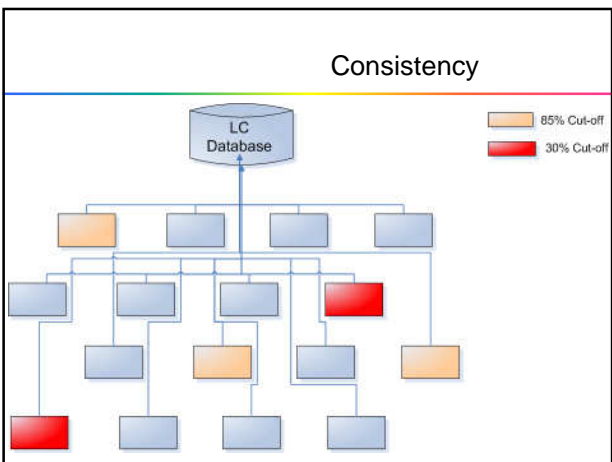 Consistency
LC
Database
85% Cut-off
30% Cut-off